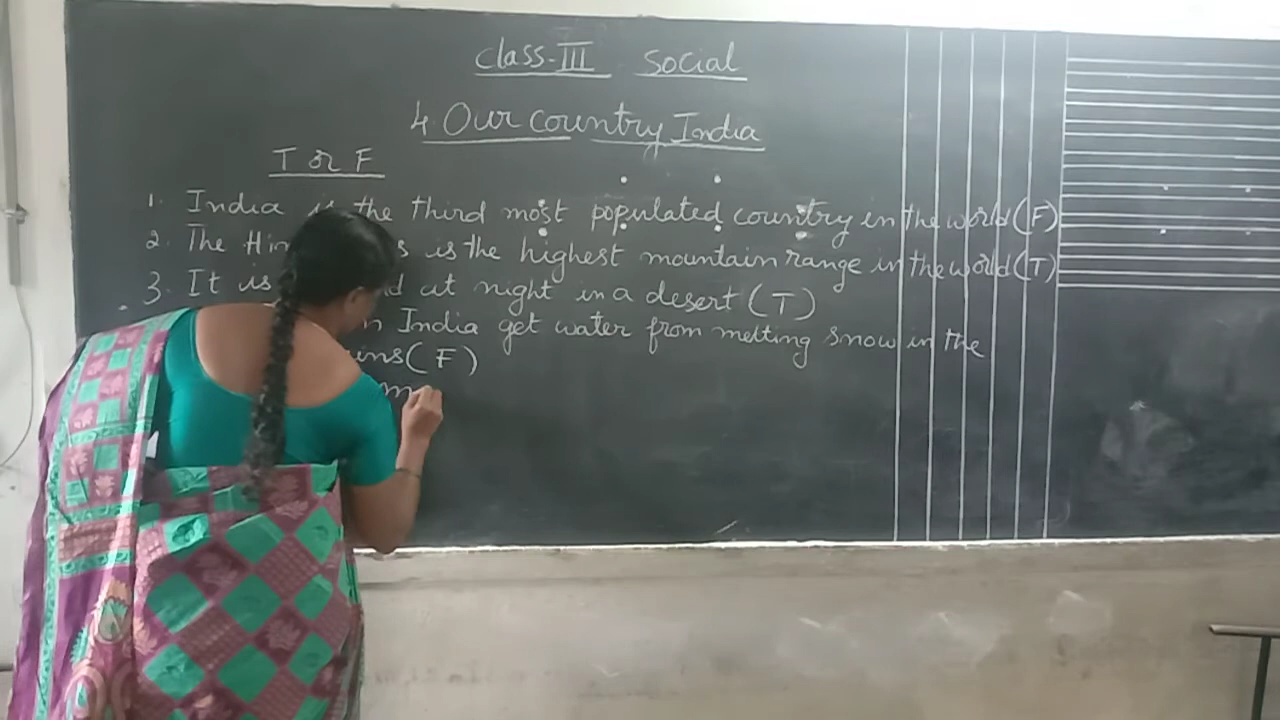 Class-III Social
4. Our country India
T or F
1. India is the third most populated country in the world (F)
2. The is the highest mountain range in the world (T)
3. It is at night in a desert (T)
India get water from melting snow in the
(F)